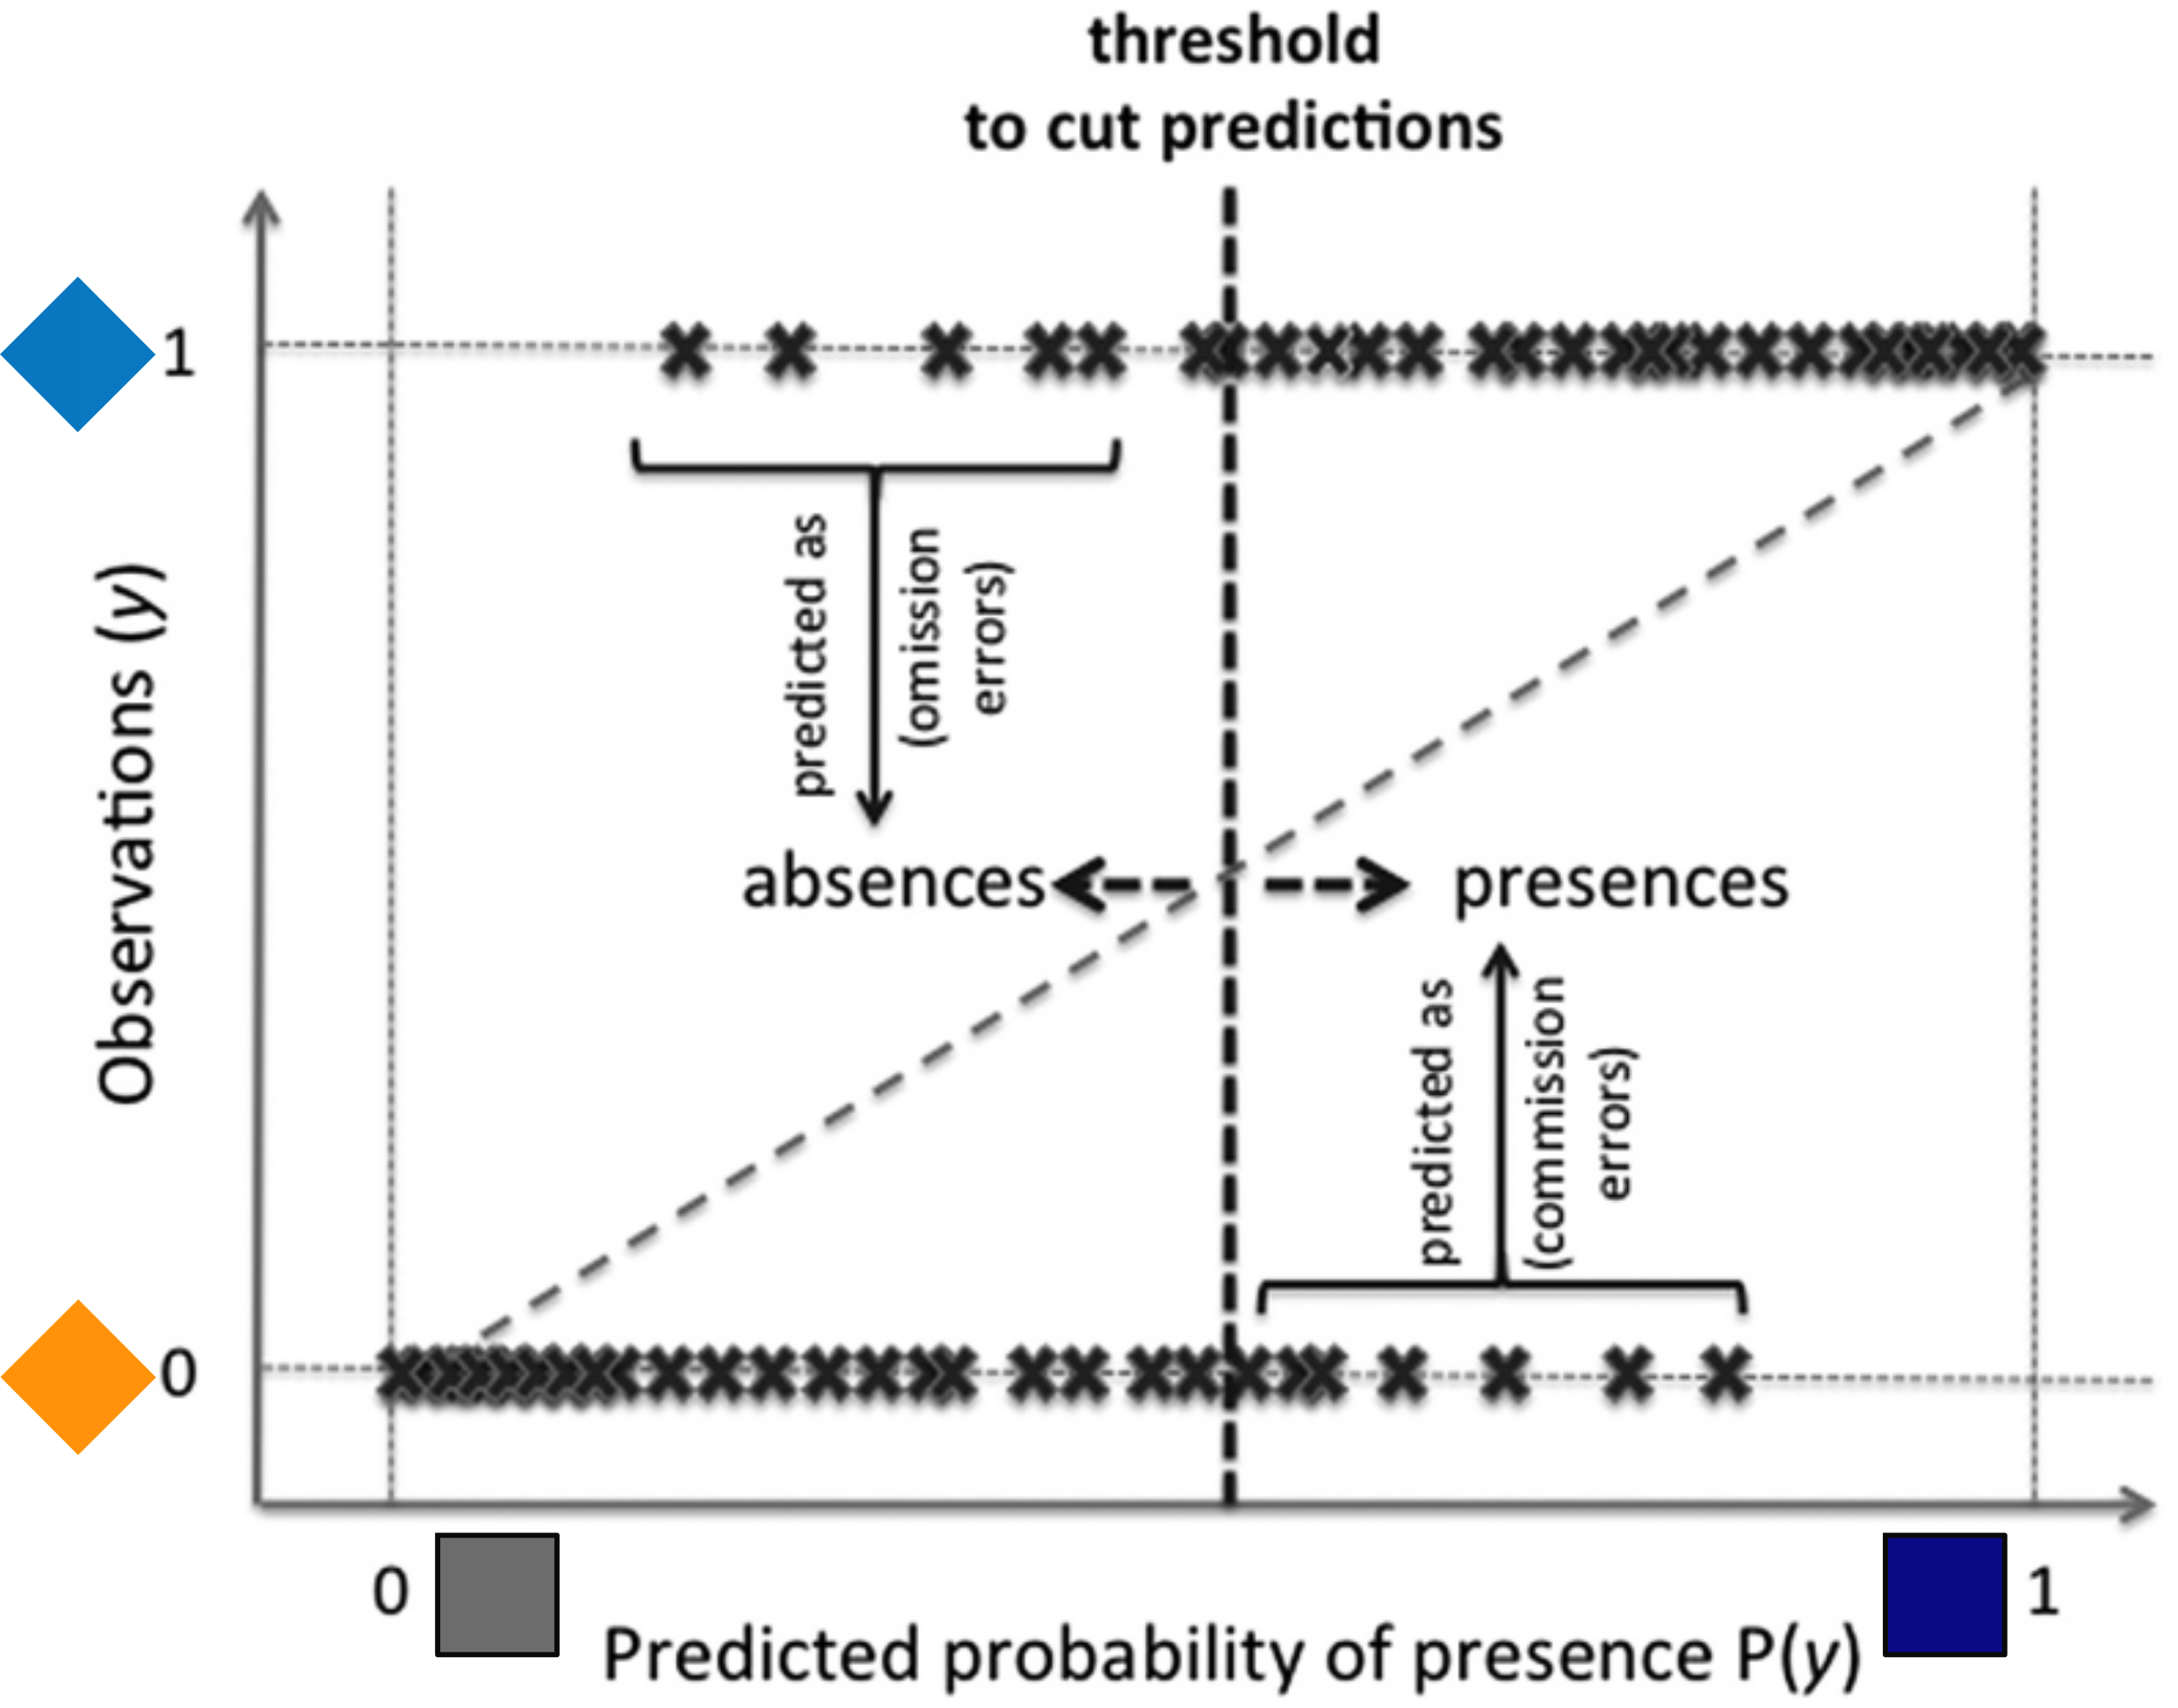 threshold
to cut predictions
1
Observations (y)
predicted as
(omission
errors)
absences
presences
predicted as
(commission
errors)
0
0
1
Predicted probability of presence P(y)